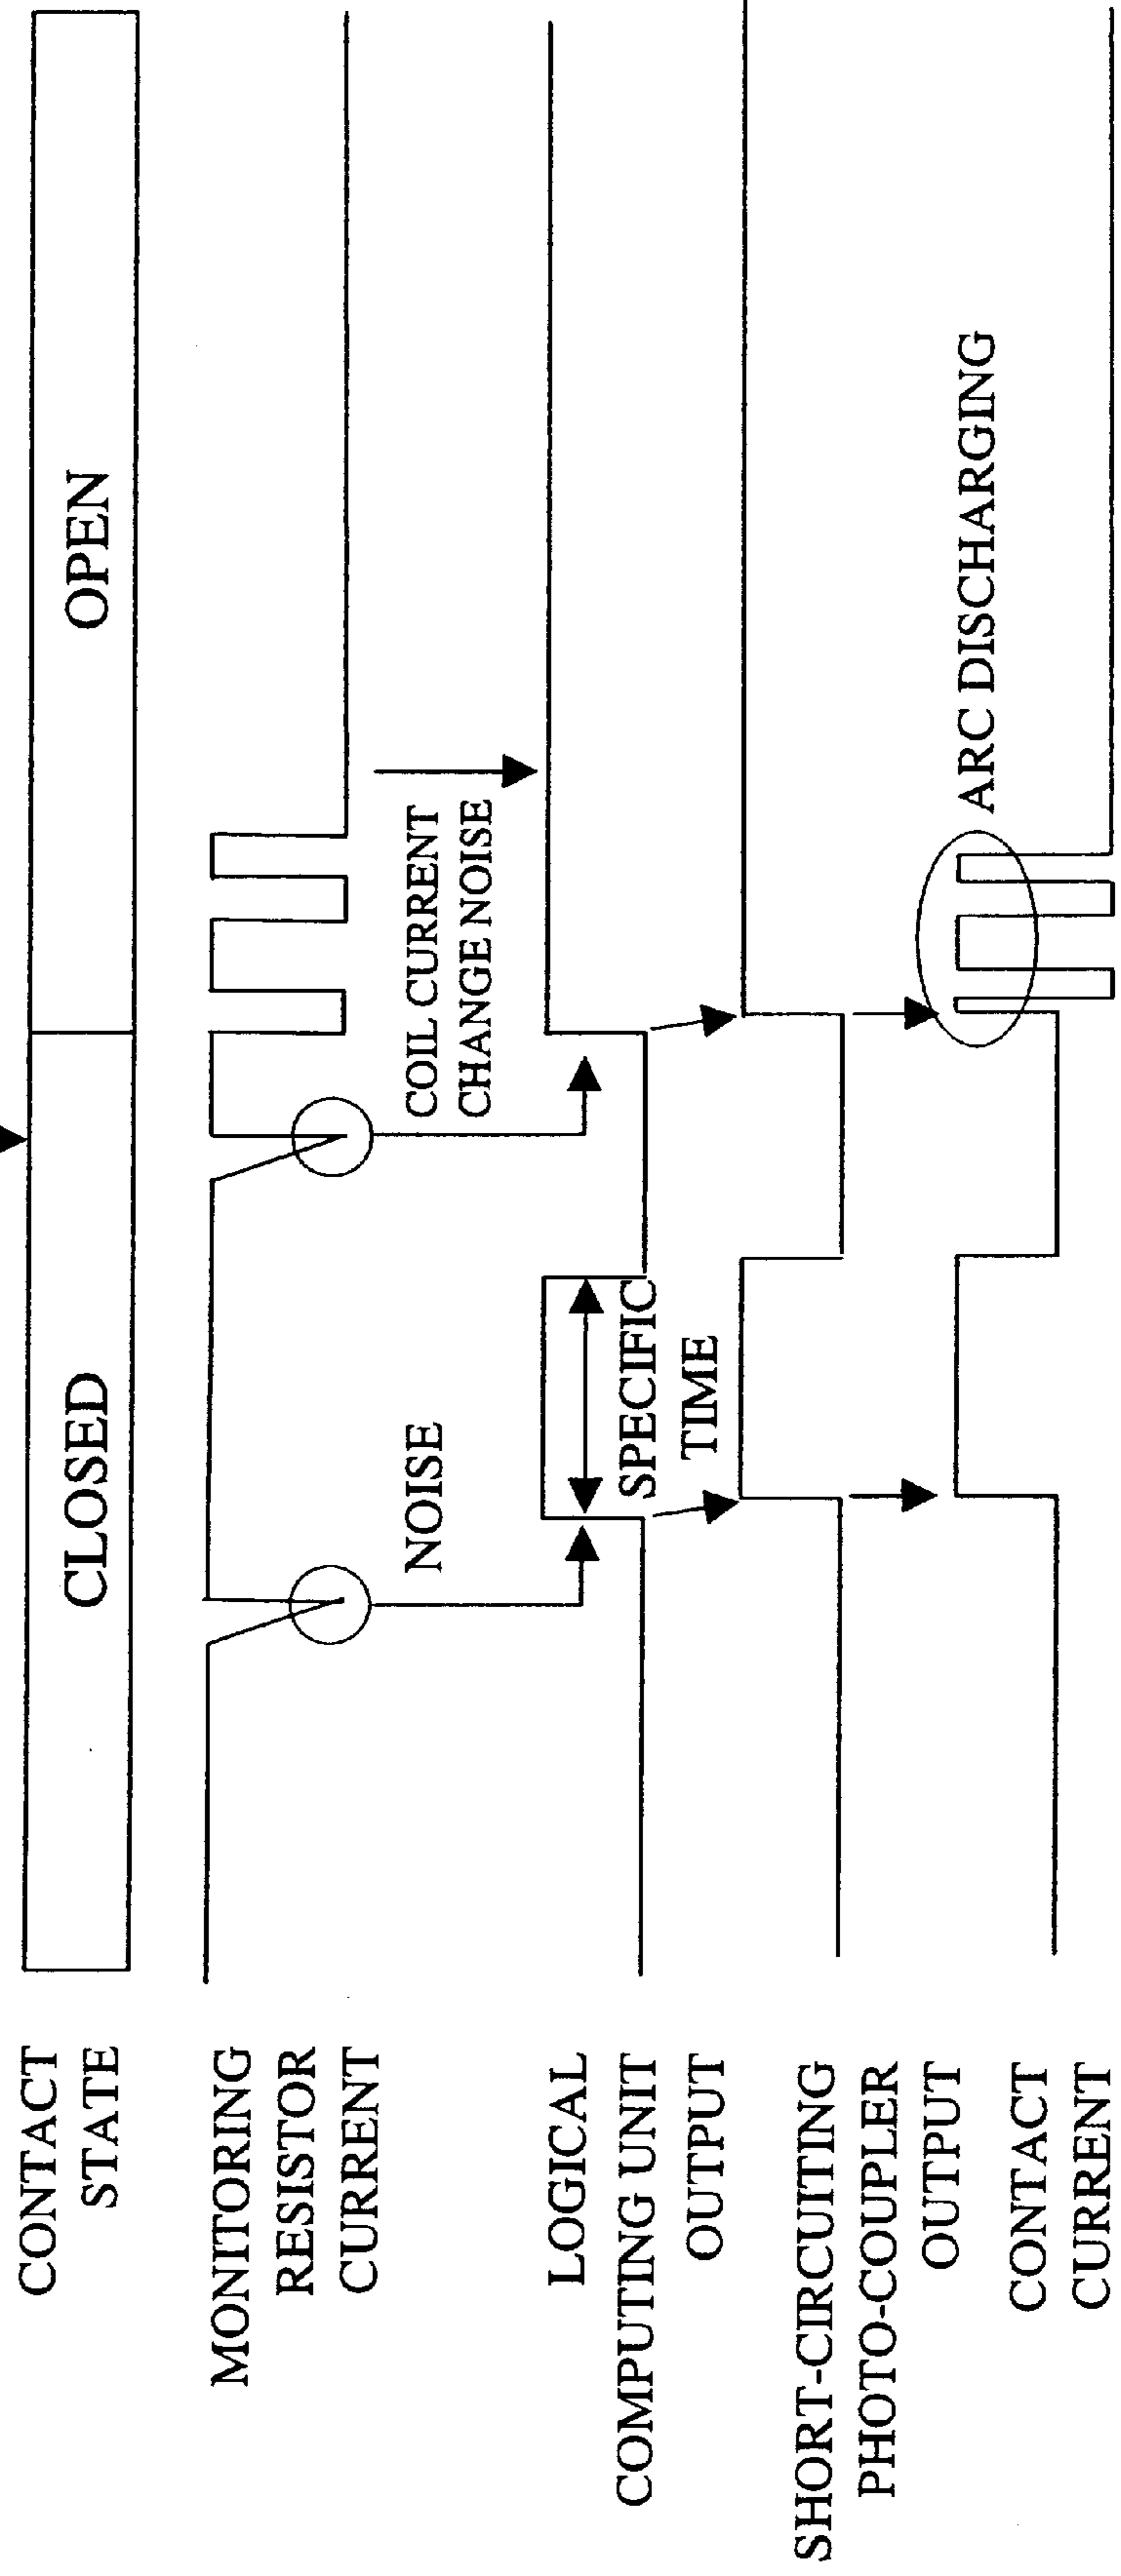 CONTACT
STATE
CLOSED
OPEN
MONITORING
RESISTOR
CURRENT
NOISE
COIL CURRENT
CHANGE NOISE
LOGICAL
COMPUTING UNIT
OUTPUT
SPECIFIC
TIME
SHORT-CIRCUITING
PHOTO-COUPLER
OUTPUT
CONTACT
CURRENT
ARC DISCHARGING